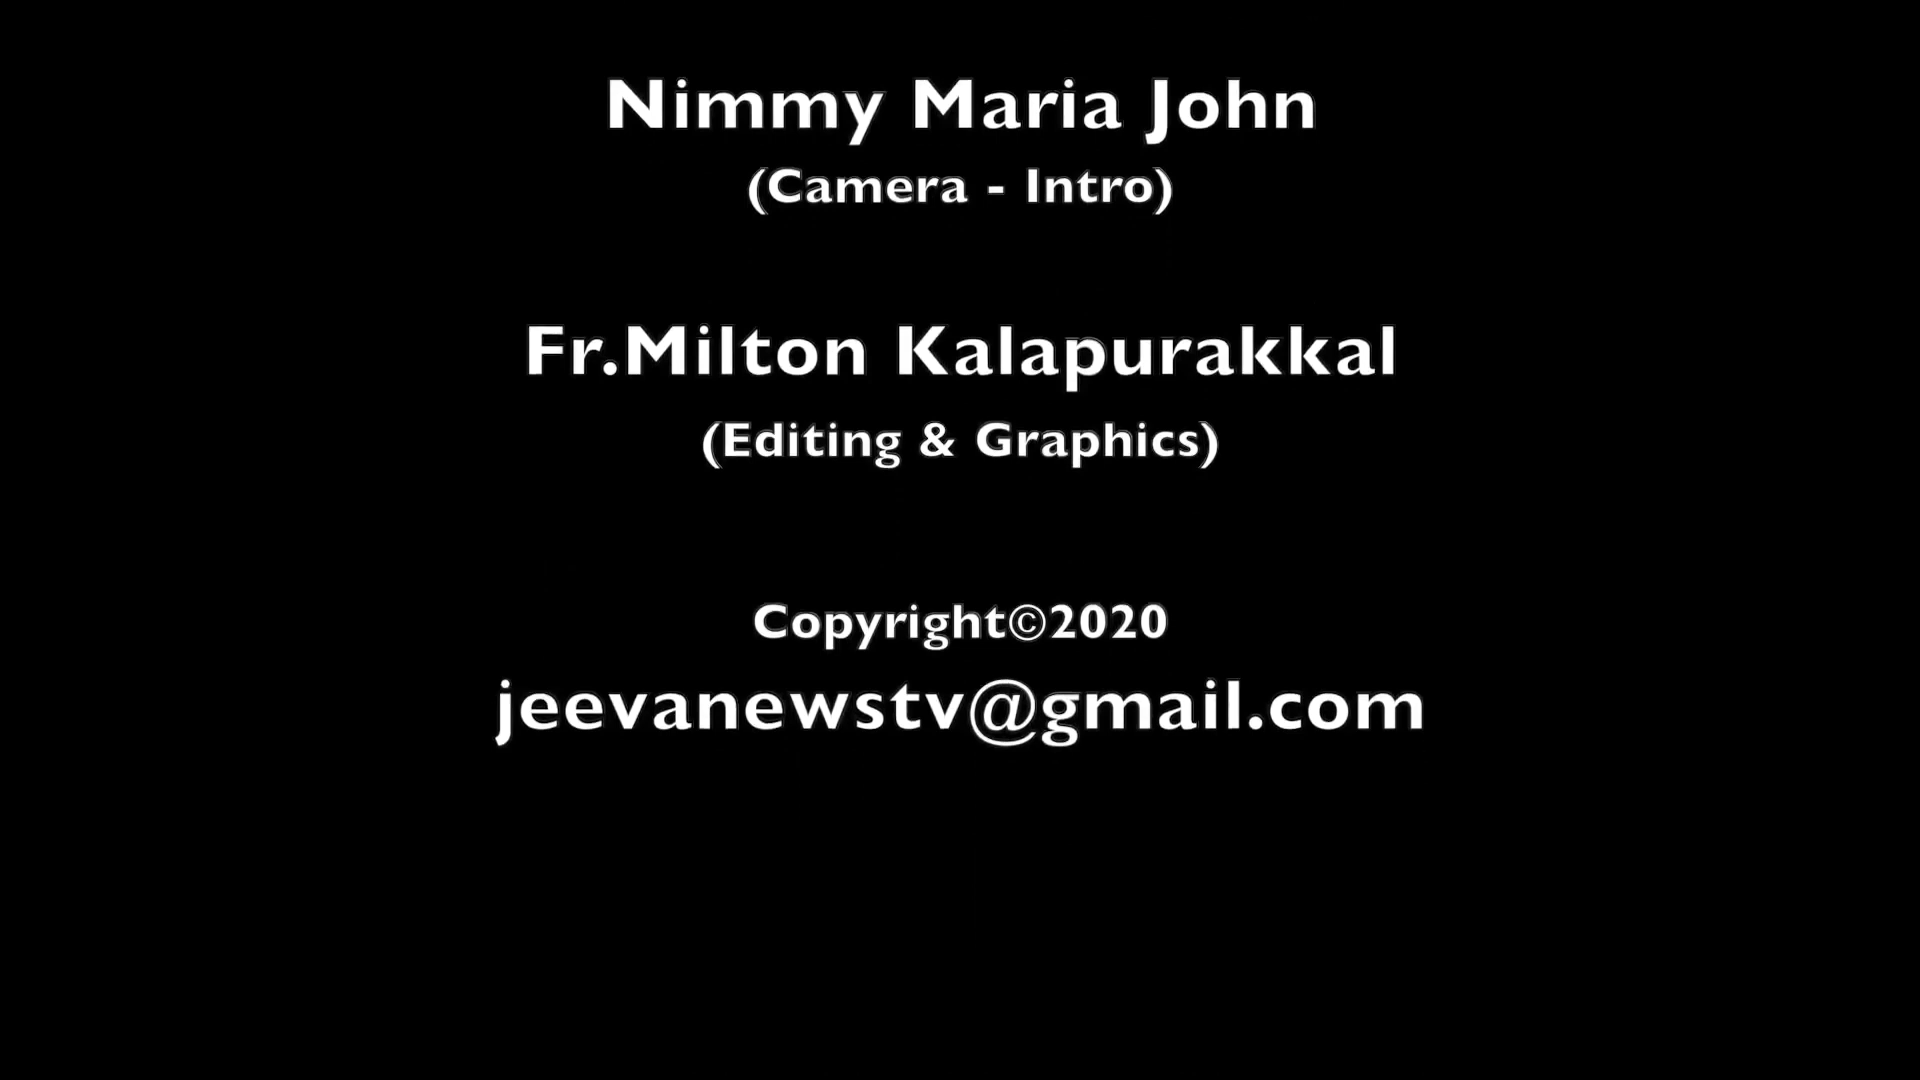 Nimmy Maria John
(Camera - Intro)
Fr.Milton Kalapurakkal
(Editing & Graphics)
Copyright©2020
jeevanewstv@gmail.com